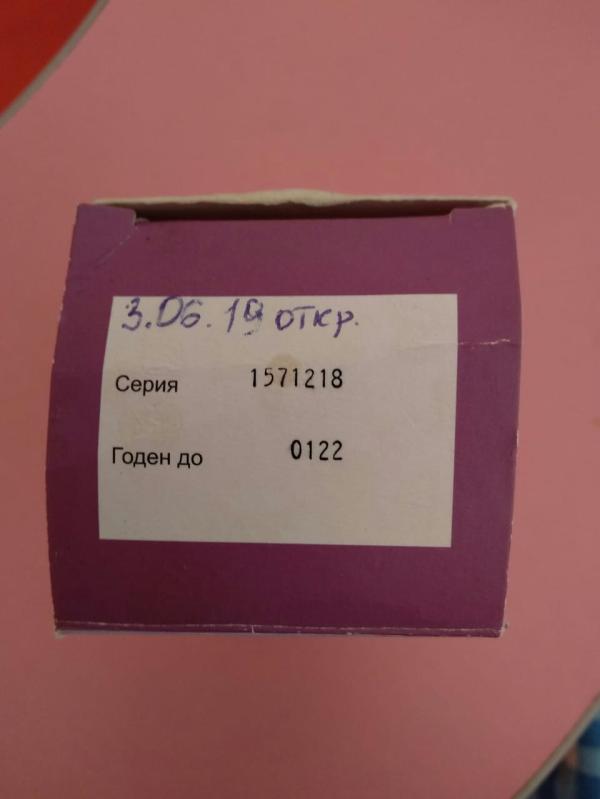 3.06.19 откр.
Серия 1571218
Годен до 0122